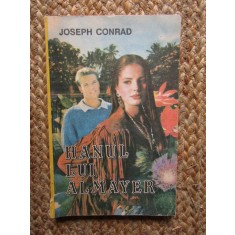 JOSEPH CONRAD
HANUL
LUI
ALMAYER